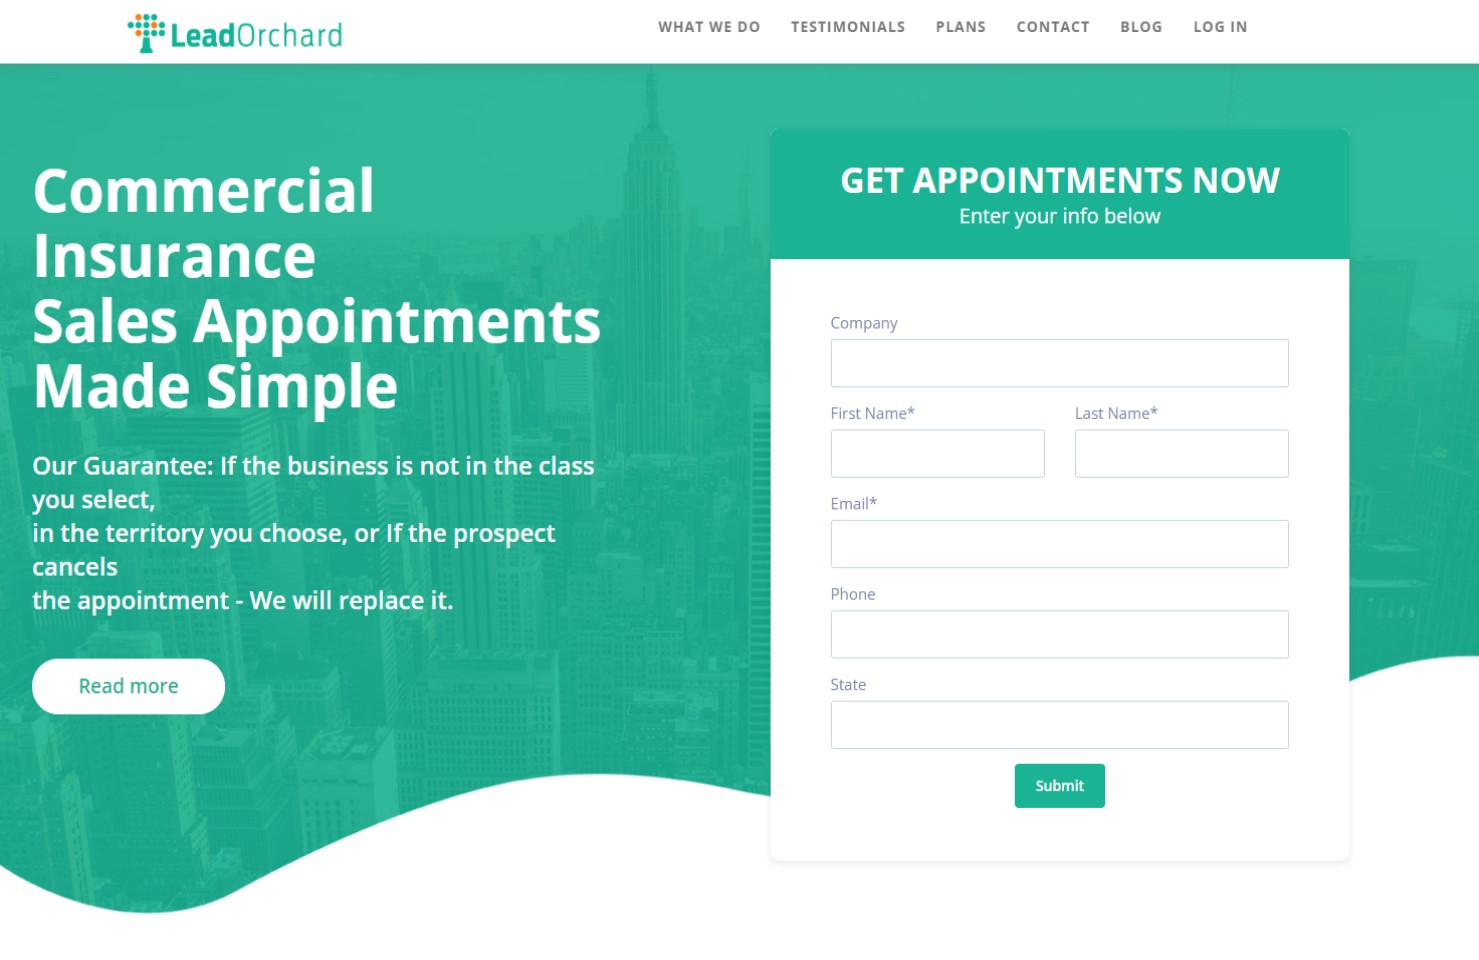 LeadOrchard
WHAT WE DO
TESTIMONIALS
PLANS
CONTACT
BLOG
LOG IN
Commercial
Insurance
Sales Appointments
Made Simple
Our Guarantee: If the business is not in the class
you select,
in the territory you choose, or If the prospect
cancels
the appointment - We will replace it.
Read more
GET APPOINTMENTS NOW
Enter your info below
Company
First Name*
Last Name*
Email*
Phone
State
Submit